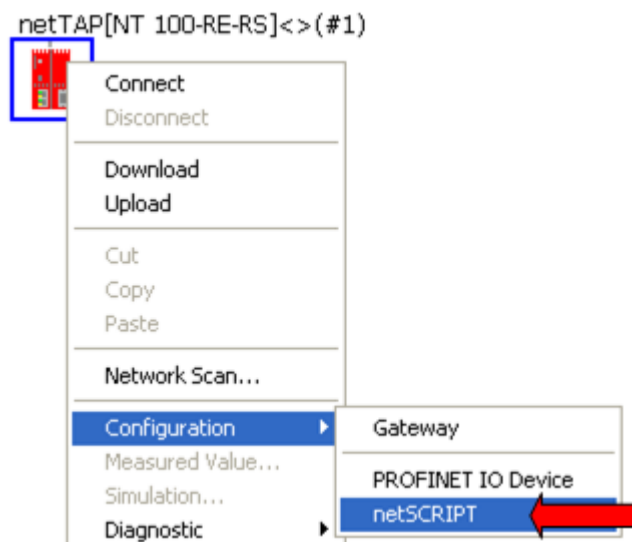 netTAP[NT 100-RE-RS]<>(#1)
Connect
Disconnect
Download
Upload
Cut
Copy
Paste
Network Scan...
Configuration
Measured Value...
Simulation...
Diagnostic
Gateway
PROFINET IO Device
netSCRIPT